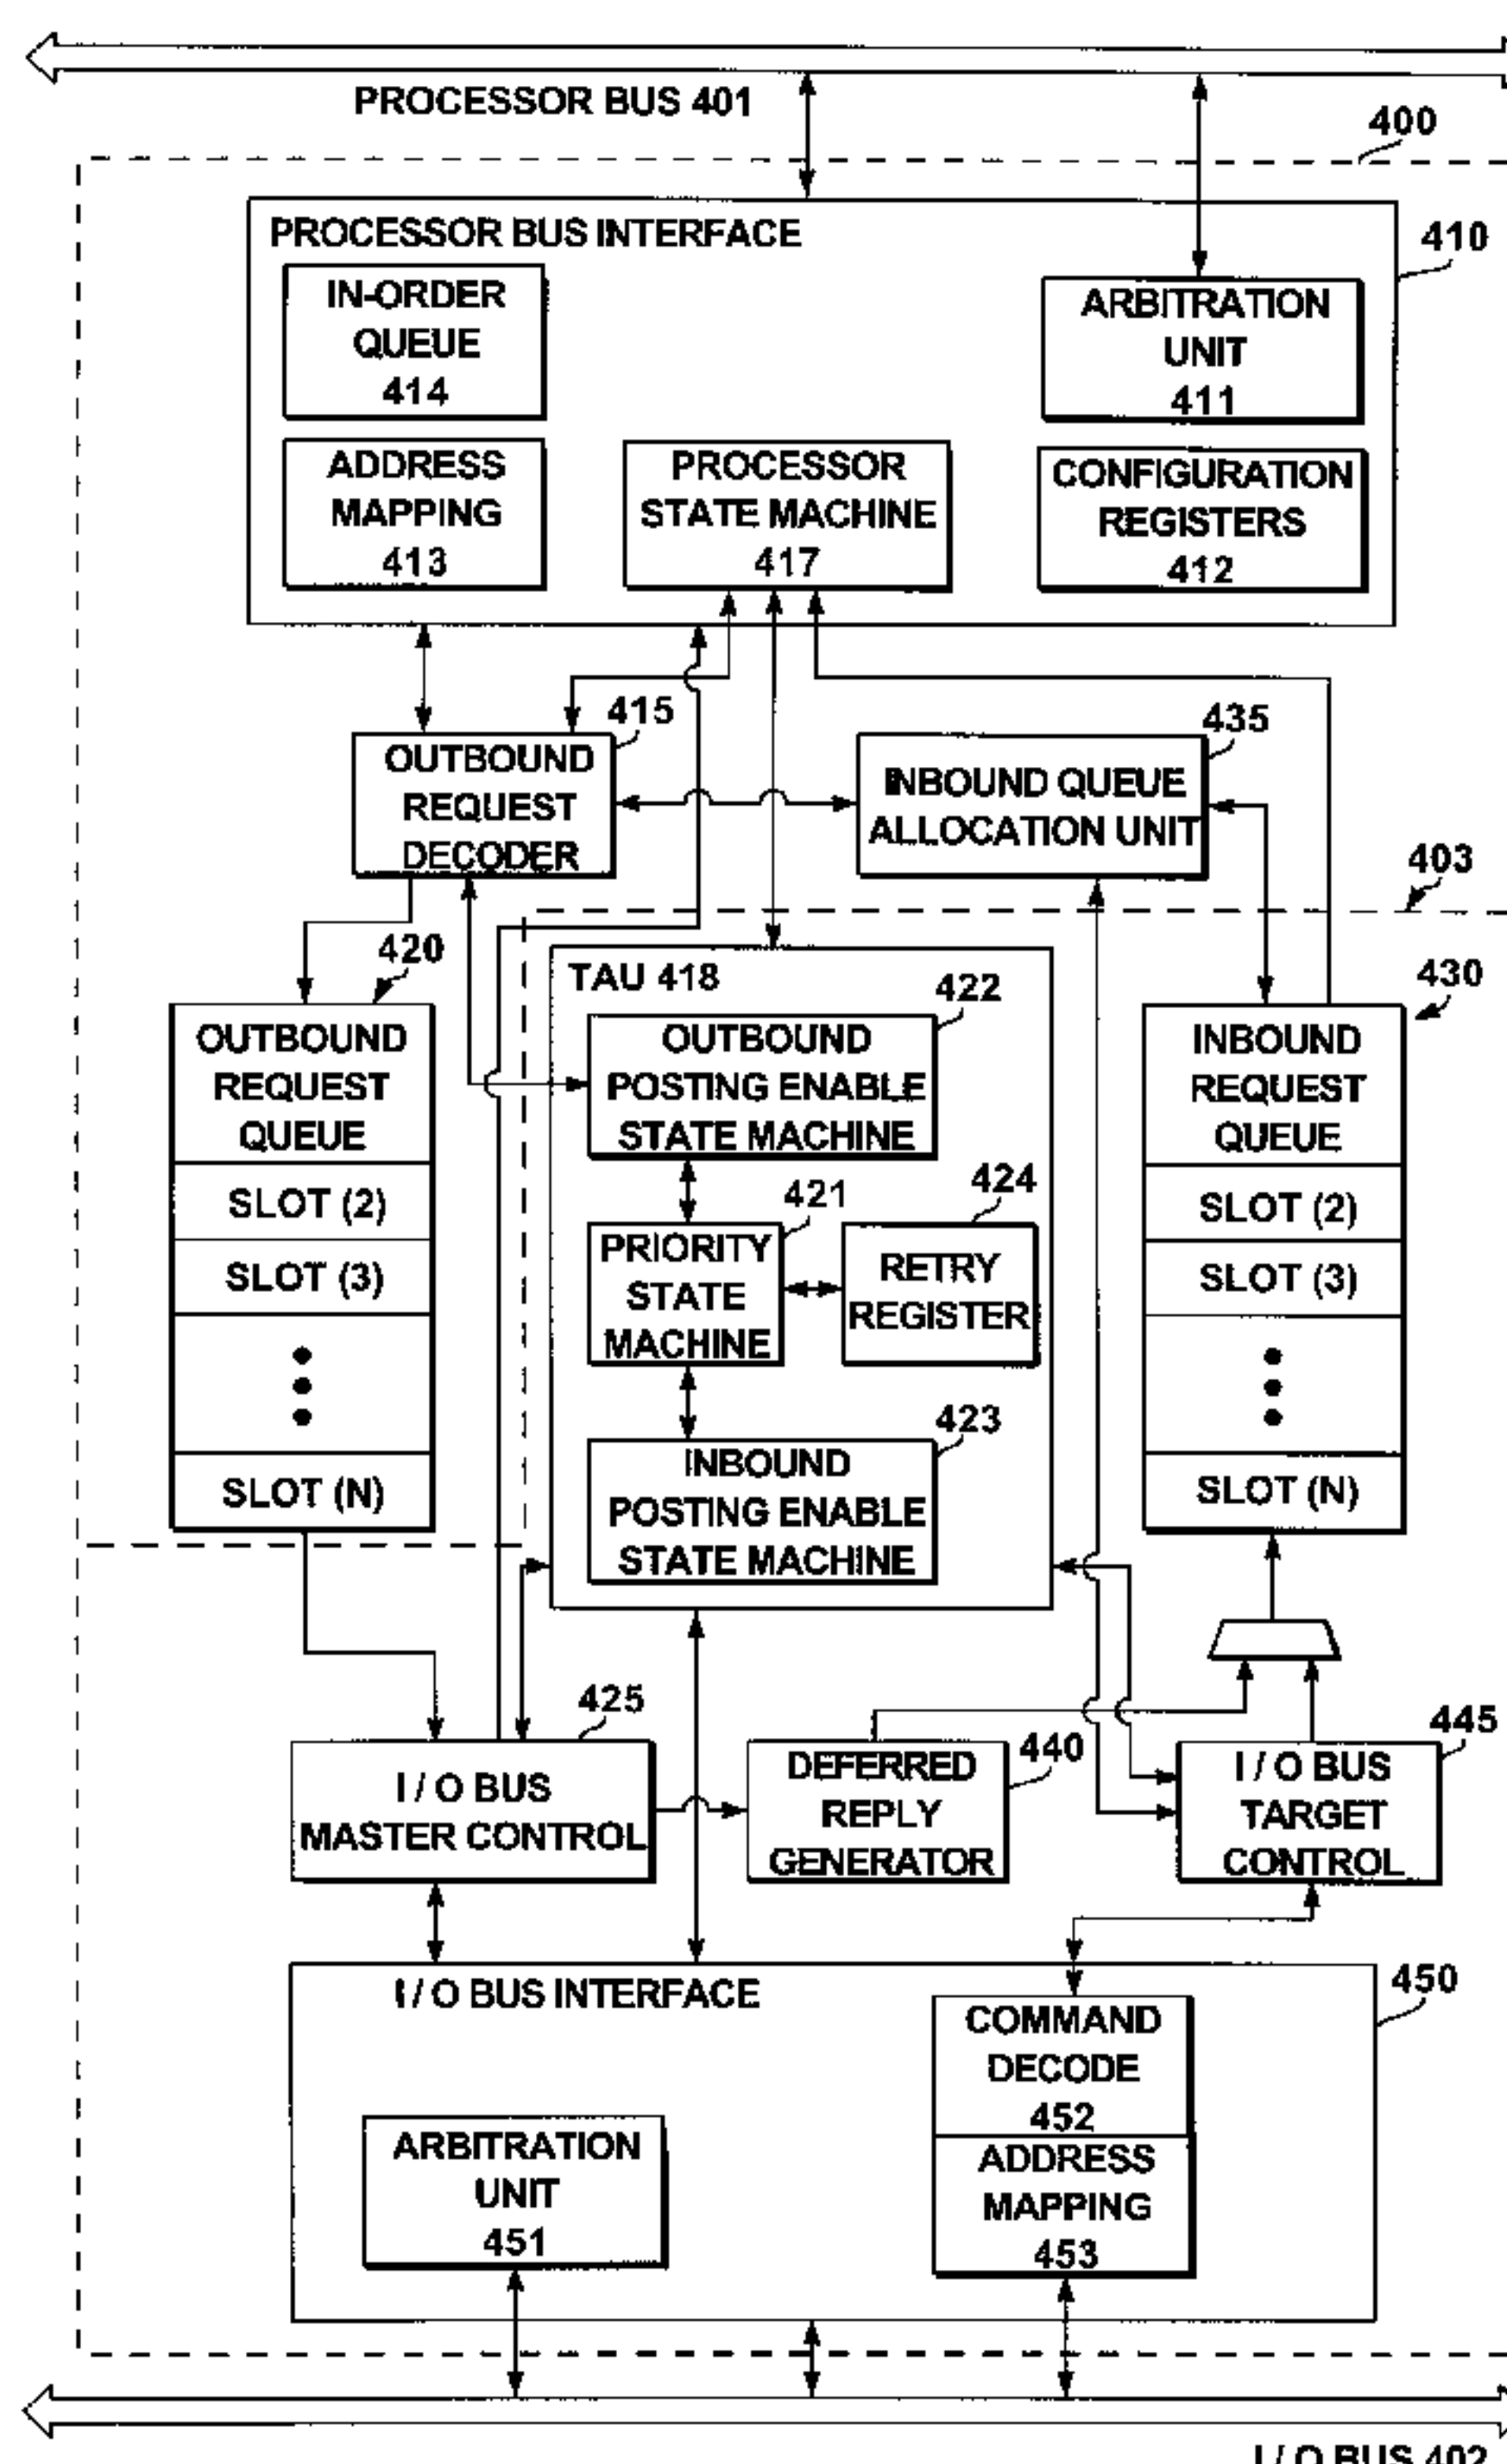 PROCESSOR BUS 401
400
PROCESSOR BUS INTERFACE
410
IN-ORDER
QUEUE
414
ARBITRATION
UNIT
411
ADDRESS
MAPPING
413
PROCESSOR
STATE MACHINE
417
CONFIGURATION
REGISTERS
412
415
OUTBOUND
REQUEST
DECODER
435
INBOUND QUEUE
ALLOCATION UNIT
403
420
OUTBOUND
REQUEST
QUEUE
SLOT (2)
SLOT (3)
SLOT (N)
TAU 418
422
OUTBOUND
POSTING ENABLE
STATE MACHINE
421
PRIORITY
STATE
MACHINE
424
RETRY
REGISTER
423
INBOUND
POSTING ENABLE
STATE MACHINE
430
INBOUND
REQUEST
QUEUE
SLOT (2)
SLOT (3)
SLOT (N)
425
I / O BUS
MASTER CONTROL
440
DEFERRED
REPLY
GENERATOR
445
I / O BUS
TARGET
CONTROL
I / O BUS INTERFACE
450
COMMAND
DECODE
452
ADDRESS
MAPPING
453
ARBITRATION
UNIT
451
I / O BUS 402